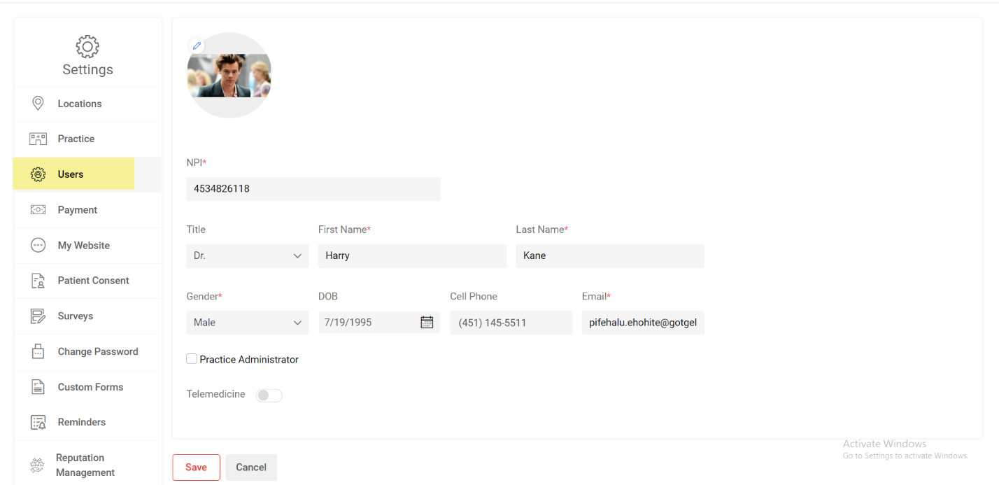 Settings
Locations
Practice
Users
Payment
My Website
Patient Consent
Surveys
Change Password
Custom Forms
Reminders
Reputation
Management
NPI*
4534826118
Title First Name* Last Name*
Dr. Harry Kane
Gender* DOB Cell Phone Email*
Male 7/19/1995 (451) 145-5511 pifehalu.ehohite@gotgel
Practice Administrator
Telemedicine
Save Cancel
Activate Windows
Go to Settings to activate Windows.